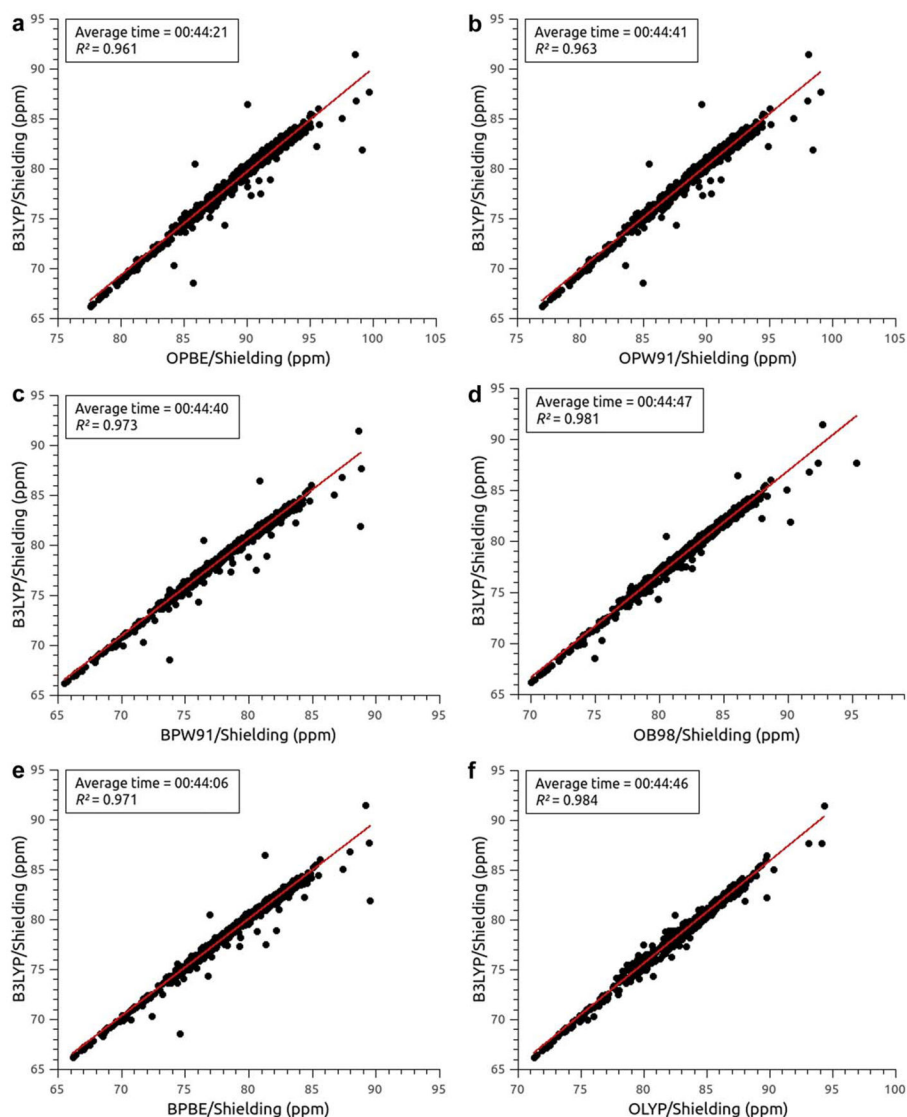 a
Average time = 00:44:21
R² = 0.961
B3LYP/Shielding (ppm)
95
90
85
80
75
70
65
75 80 85 90 95 100 105
OPBE/Shielding (ppm)
b
Average time = 00:44:41
R² = 0.963
B3LYP/Shielding (ppm)
95
90
85
80
75
70
65
75 80 85 90 95 100 105
OPW91/Shielding (ppm)
c
Average time = 00:44:40
R² = 0.973
B3LYP/Shielding (ppm)
95
90
85
80
75
70
65
65 70 75 80 85 90 95
BPW91/Shielding (ppm)
d
Average time = 00:44:47
R² = 0.981
B3LYP/Shielding (ppm)
95
90
85
80
75
70
65
70 75 80 85 90 95
OB98/Shielding (ppm)
e
Average time = 00:44:06
R² = 0.971
B3LYP/Shielding (ppm)
95
90
85
80
75
70
65
65 70 75 80 85 90 95
BPBE/Shielding (ppm)
f
Average time = 00:44:46
R² = 0.984
B3LYP/Shielding (ppm)
95
90
85
80
75
70
65
70 75 80 85 90 95 100
OLYP/Shielding (ppm)